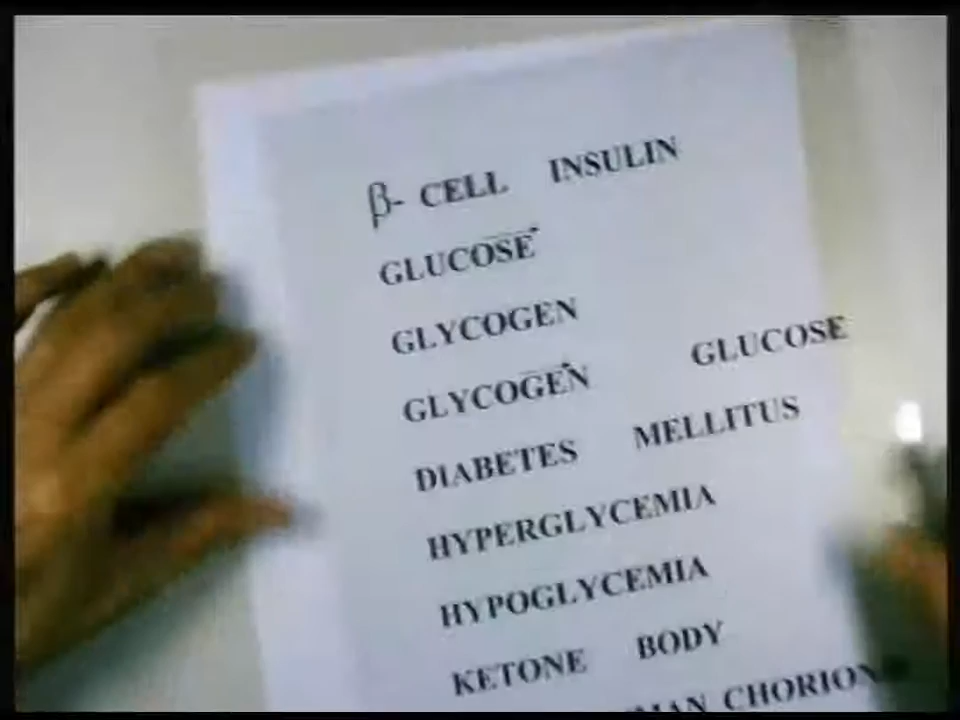 β- CELL INSULIN
GLUCOSE
GLYCOGEN
GLYCOGEN GLUCOSE
DIABETES MELLITUS
HYPERGLYCEMIA
HYPOGLYCEMIA
KETONE BODY